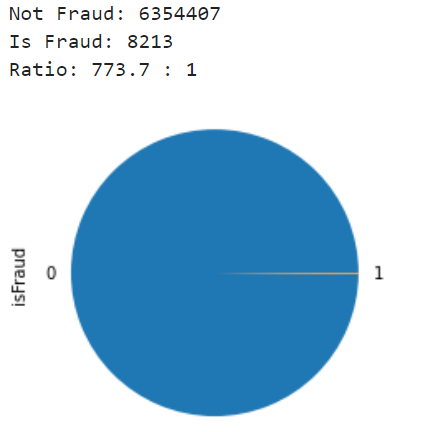 Not Fraud: 6354407
Is Fraud: 8213
Ratio: 773.7 : 1
isFraud
0
1